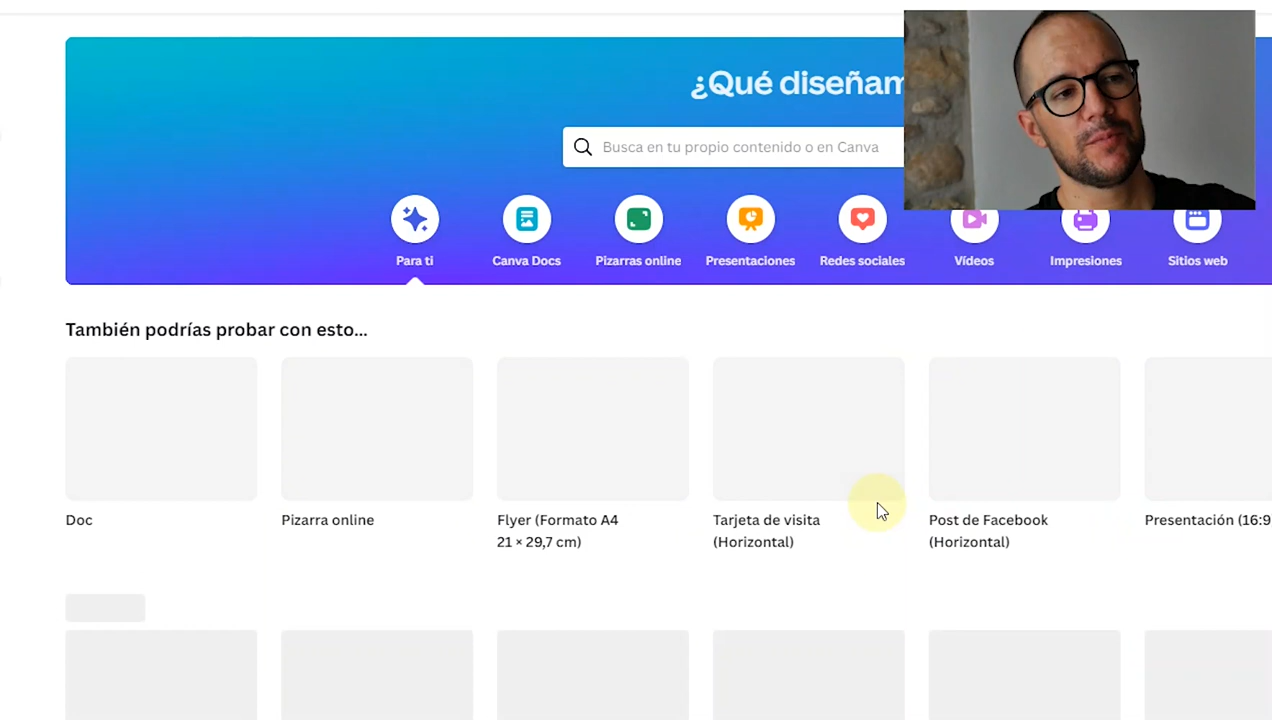 ¿Qué diseñam
Busca en tu propio contenido o en Canva
Para ti
Canva Docs
Pizarras online
Presentaciones
Redes sociales
Vídeos
Impresiones
Sitios web
También podrías probar con esto...
Doc
Pizarra online
Flyer (Formato A4
21 × 29,7 cm)
Tarjeta de visita
(Horizontal)
Post de Facebook
(Horizontal)
Presentación (16:9